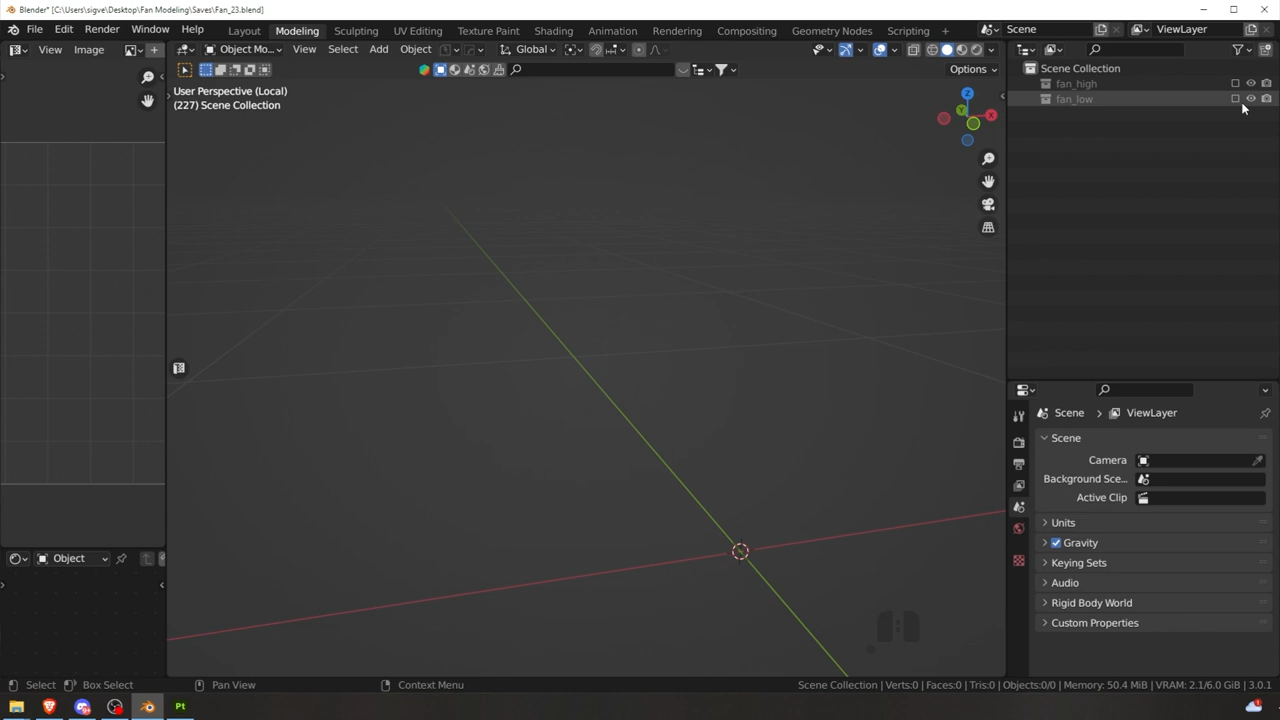 Blender* [C:\Users\sigve\Desktop\Fan Modeling\Saves\Fan_23.blend]
File Edit Render Window Help
Layout Modeling Sculpting UV Editing Texture Paint Shading Animation Rendering Compositing Geometry Nodes Scripting +
Scene
ViewLayer
View Image
Object Mo...
View Select Add Object
Global
Options
User Perspective (Local)
(227) Scene Collection
Z
Y
X
Scene Collection
fan_high
fan_low
Scene > ViewLayer
Scene
Camera
Background Sce...
Active Clip
Units
Gravity
Keying Sets
Audio
Rigid Body World
Custom Properties
Object
Select
Box Select
Pan View
Context Menu
Scene Collection | Verts:0 | Faces:0 | Tris:0 | Objects:0/0 | Memory: 50.4 MiB | VRAM: 2.1/6.0 GiB | 3.0.1
Pt